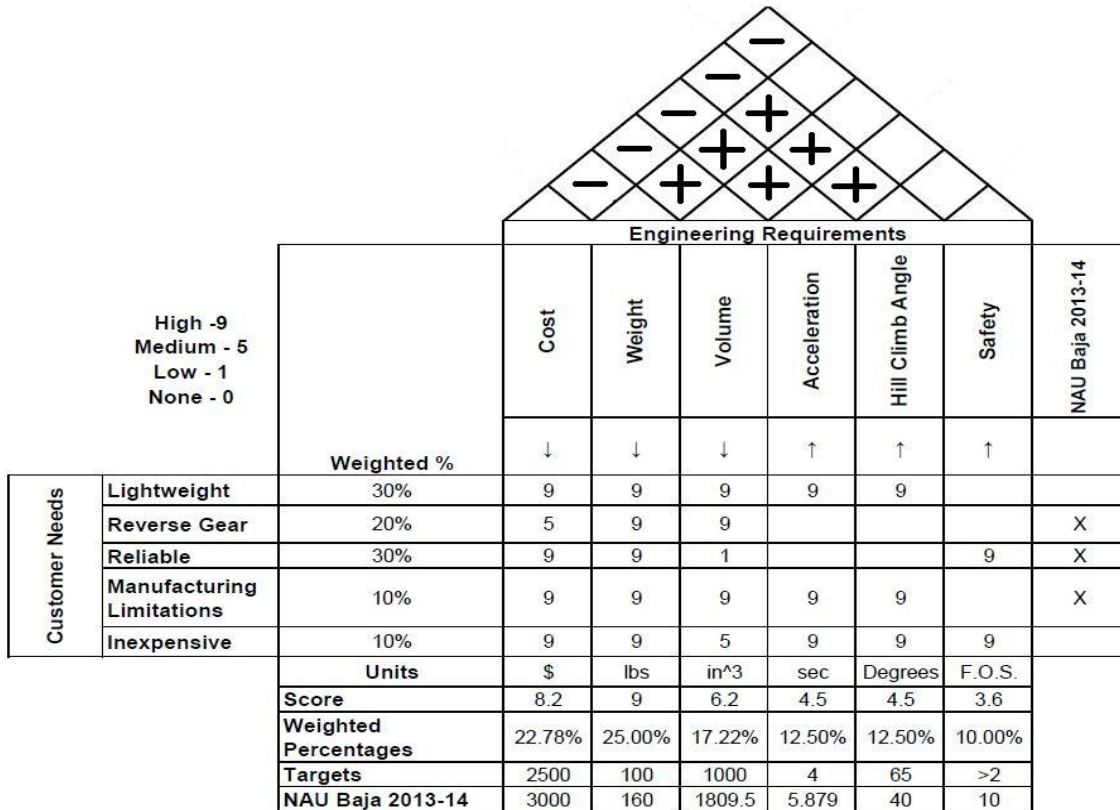 − 
− 
− +
− + +
− + + +
Engineering Requirements
High -9
Medium - 5
Low - 1
None - 0
Weighted %
Cost
Weight
Volume
Acceleration
Hill Climb Angle
Safety
NAU Baja 2013-14
↓ ↓ ↓ ↑ ↑ ↑
Customer Needs
Lightweight 30% 9 9 9 9 9
Reverse Gear 20% 5 9 9 X
Reliable 30% 9 9 1 9 X
Manufacturing
Limitations 10% 9 9 9 9 9 X
Inexpensive 10% 9 9 5 9 9 9
Units $ lbs in^3 sec Degrees F.O.S.
Score 8.2 9 6.2 4.5 4.5 3.6
Weighted
Percentages 22.78% 25.00% 17.22% 12.50% 12.50% 10.00%
Targets 2500 100 1000 4 65 >2
NAU Baja 2013-14 3000 160 1809.5 5.879 40 10